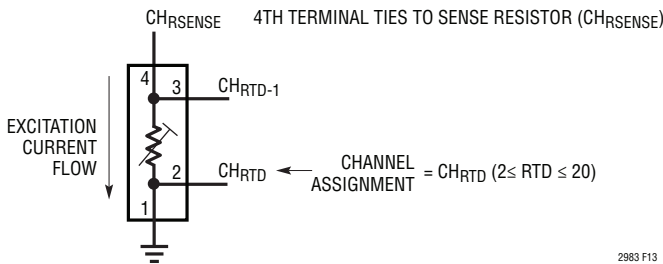 CHRSENSE 4TH TERMINAL TIES TO SENSE RESISTOR (CHRSENSE)
4
3 CHRTD-1
EXCITATION
CURRENT
FLOW
2 CHRTD
CHANNEL
ASSIGNMENT = CHRTD (2≤ RTD ≤ 20)
1
2983 F13